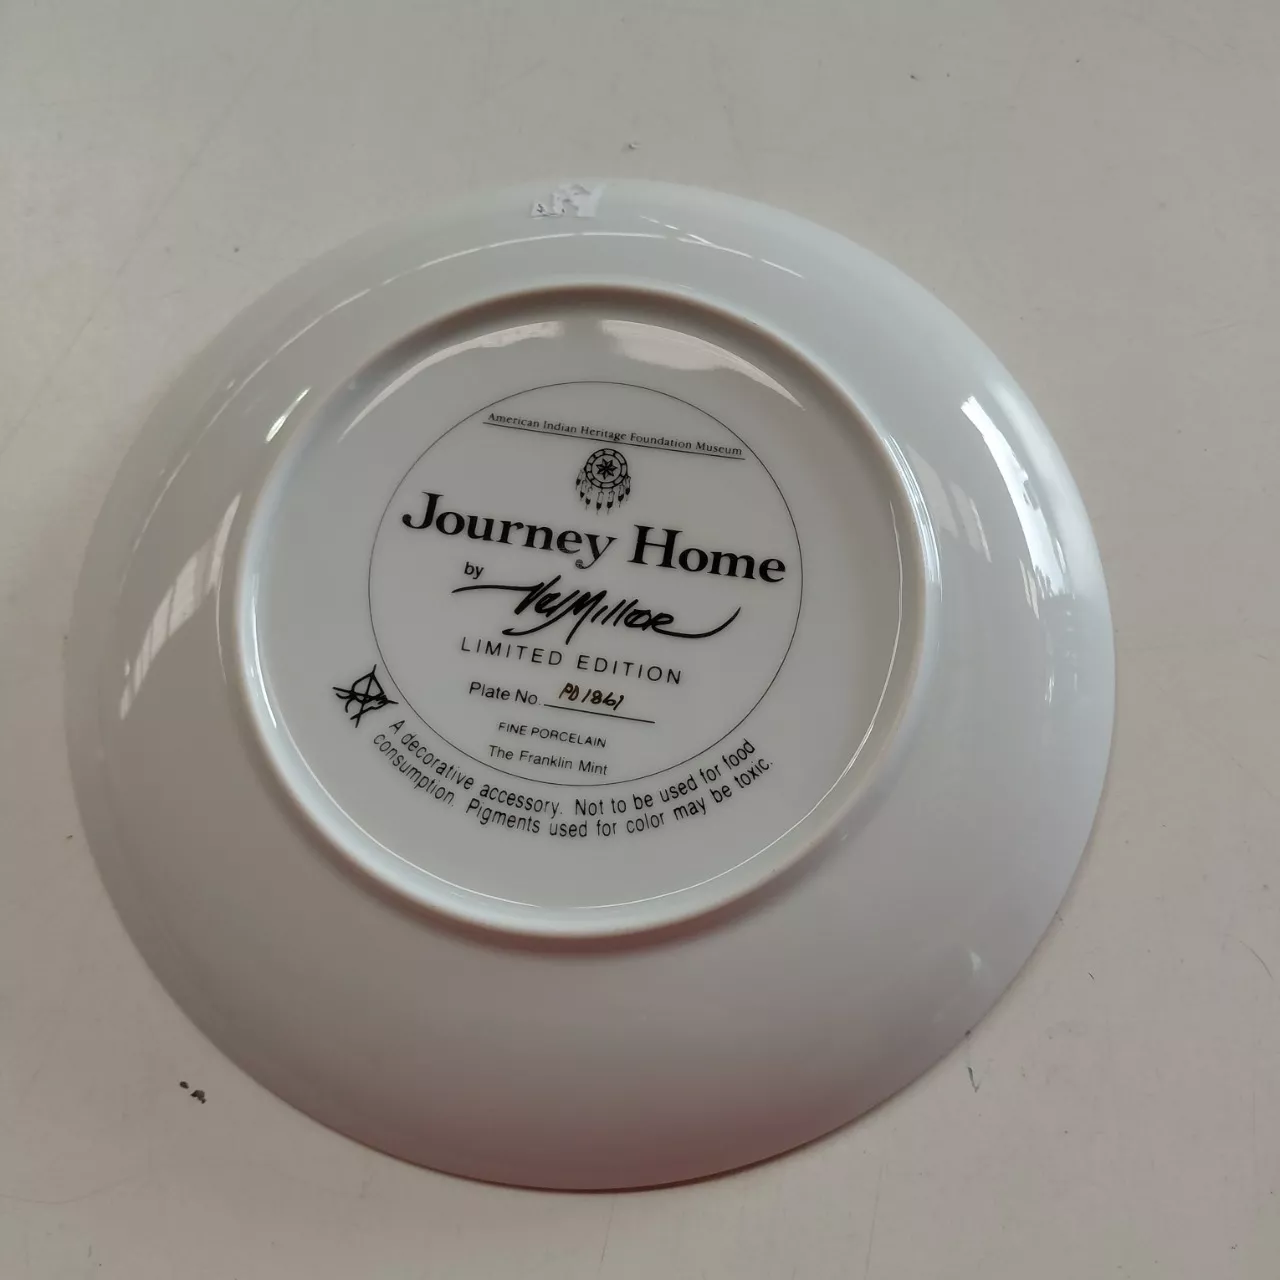 American Indian Heritage Foundation Museum
Journey Home
by
LIMITED EDITION
Plate No. PD1861
FINE PORCELAIN
The Franklin Mint
A decorative accessory. Not to be used for food
consumption. Pigments used for color may be toxic.